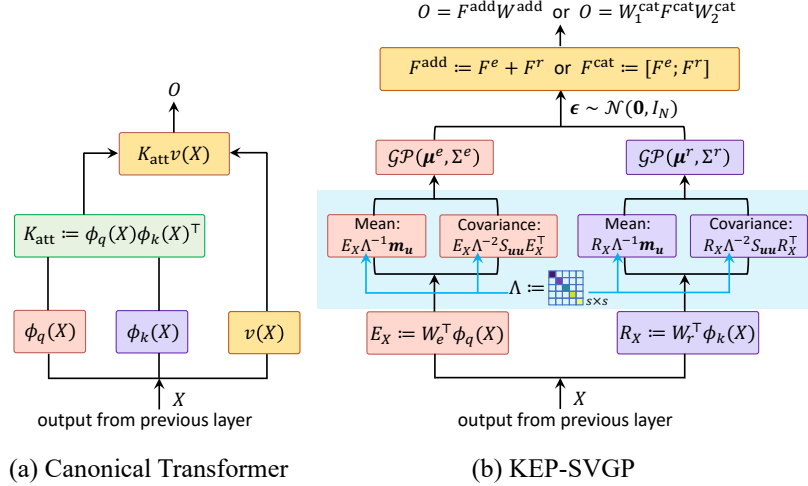 O
K_att v(X)
K_att := ϕ_q(X)ϕ_k(X)^⊤
ϕ_q(X)
ϕ_k(X)
v(X)
X
output from previous layer
(a) Canonical Transformer
O = F^add W^add or O = W_1^cat F^cat W_2^cat
F^add := F^e + F^r or F^cat := [F^e; F^r]
ϵ ~ 𝒩(0, I_N)
𝒢𝒫(μ^e, Σ^e)
𝒢𝒫(μ^r, Σ^r)
Mean:
E_X Λ^{-1} m_u
Covariance:
E_X Λ^{-2} S_uu E_X^⊤
Mean:
R_X Λ^{-1} m_u
Covariance:
R_X Λ^{-2} S_uu R_X^⊤
Λ := s×s
E_X := W_e^⊤ ϕ_q(X)
R_X := W_r^⊤ ϕ_k(X)
X
output from previous layer
(b) KEP-SVGP